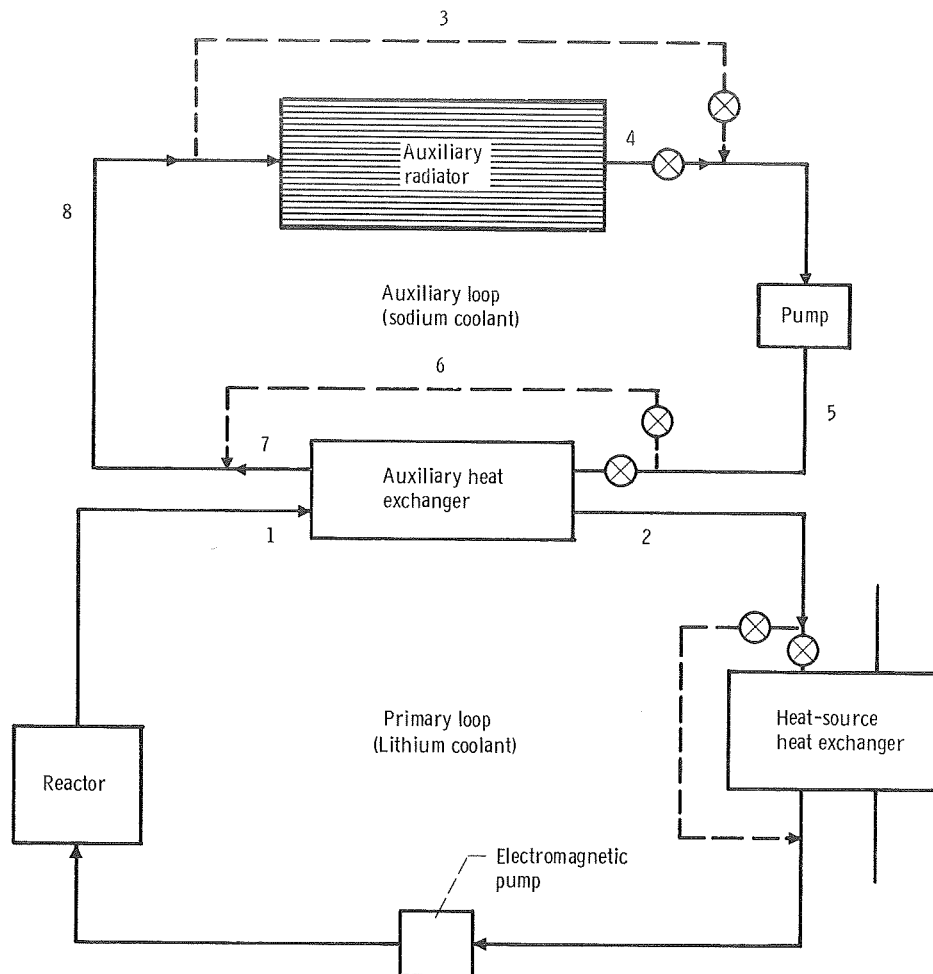 3
Auxiliary
radiator
4
8
Auxiliary loop
(sodium coolant)
Pump
6
5
7
Auxiliary heat
exchanger
1
2
Primary loop
(Lithium coolant)
Heat-source
heat exchanger
Reactor
Electromagnetic
pump